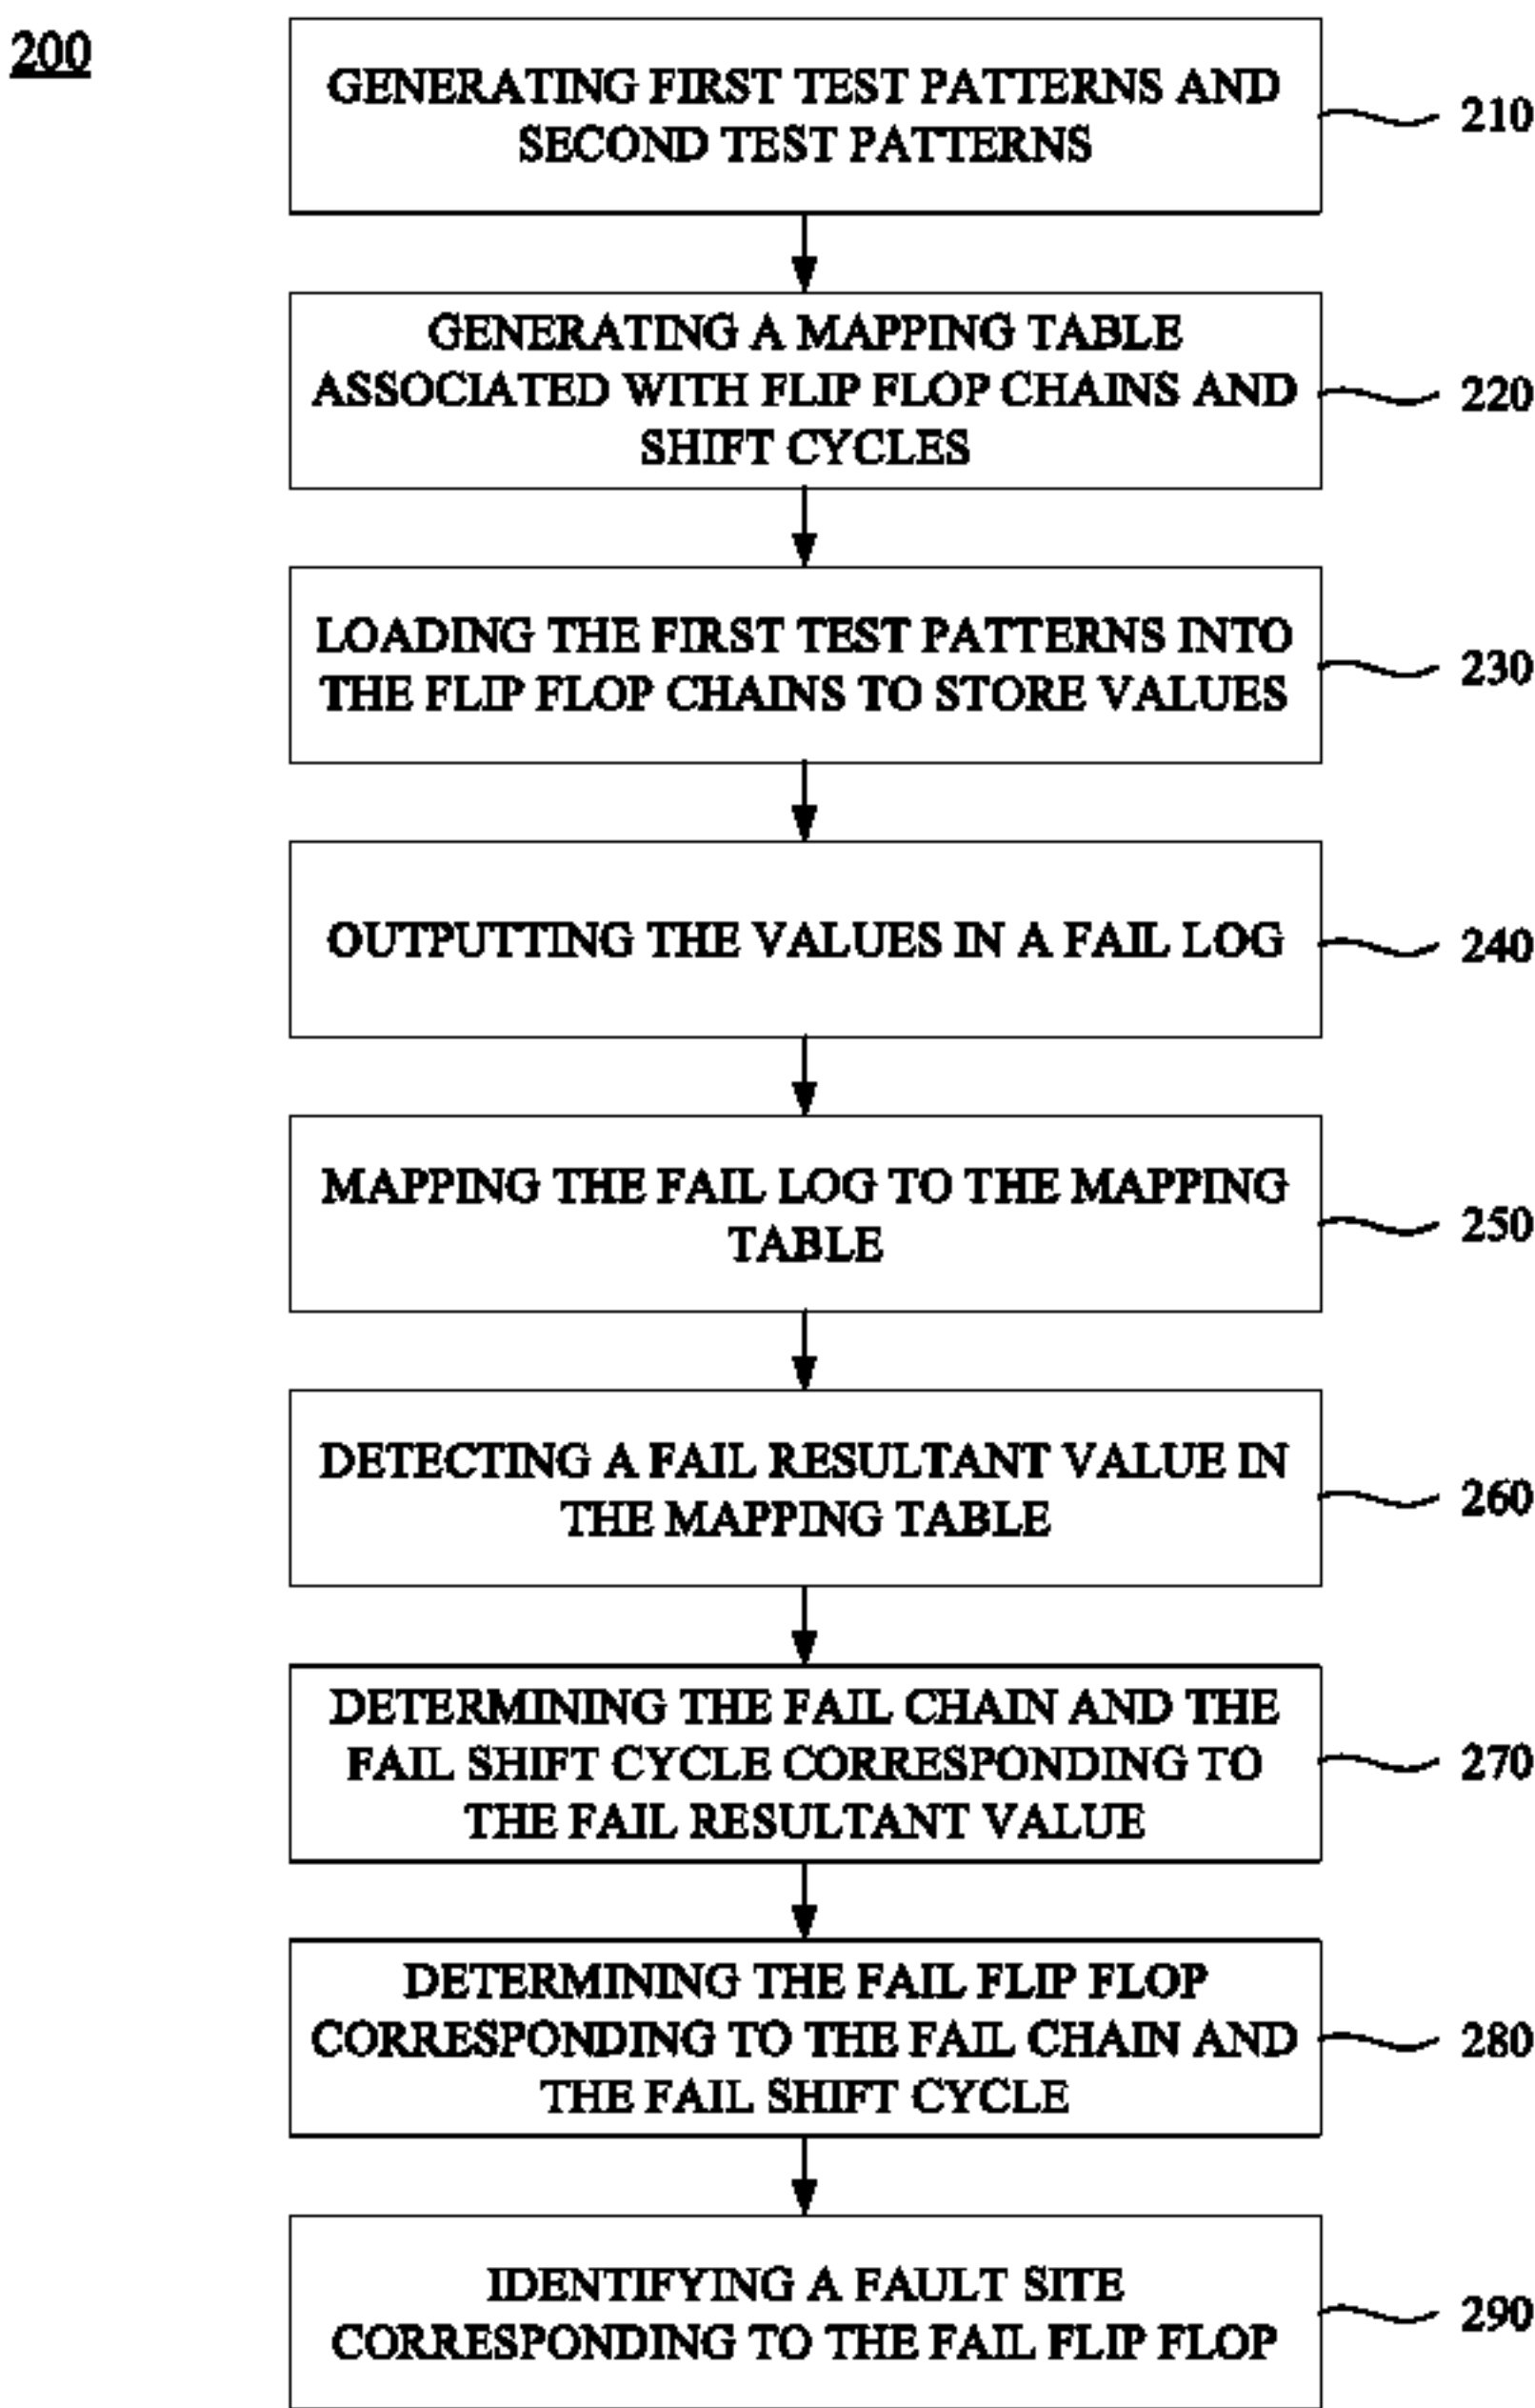 200
GENERATING FIRST TEST PATTERNS AND
SECOND TEST PATTERNS
210
GENERATING A MAPPING TABLE
ASSOCIATED WITH FLIP FLOP CHAINS AND
SHIFT CYCLES
220
LOADING THE FIRST TEST PATTERNS INTO
THE FLIP FLOP CHAINS TO STORE VALUES
230
OUTPUTTING THE VALUES IN A FAIL LOG
240
MAPPING THE FAIL LOG TO THE MAPPING
TABLE
250
DETECTING A FAIL RESULTANT VALUE IN
THE MAPPING TABLE
260
DETERMINING THE FAIL CHAIN AND THE
FAIL SHIFT CYCLE CORRESPONDING TO
THE FAIL RESULTANT VALUE
270
DETERMINING THE FAIL FLIP FLOP
CORRESPONDING TO THE FAIL CHAIN AND
THE FAIL SHIFT CYCLE
280
IDENTIFYING A FAULT SITE
CORRESPONDING TO THE FAIL FLIP FLOP
290